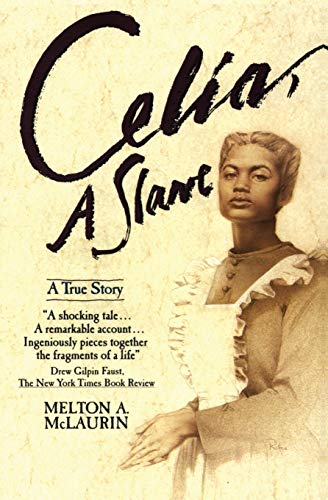 Celia,
A Slave
A True Story
"A shocking tale...
A remarkable account...
Ingeniously pieces together
the fragments of a life"
Drew Gilpin Faust,
The New York Times Book Review
MELTON A.
McLAURIN